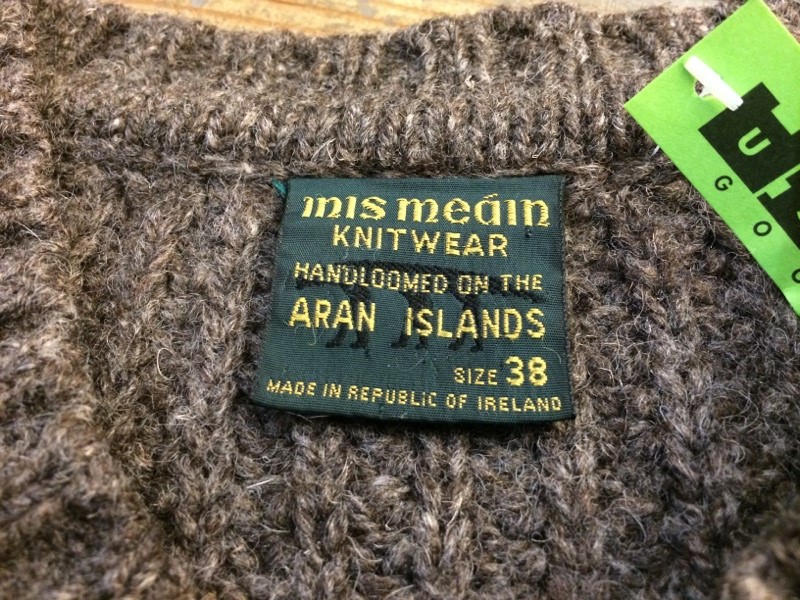 inis meáin
KNITWEAR
HANDLOOMED ON THE
ARAN ISLANDS
SIZE 38
MADE IN REPUBLIC OF IRELAND